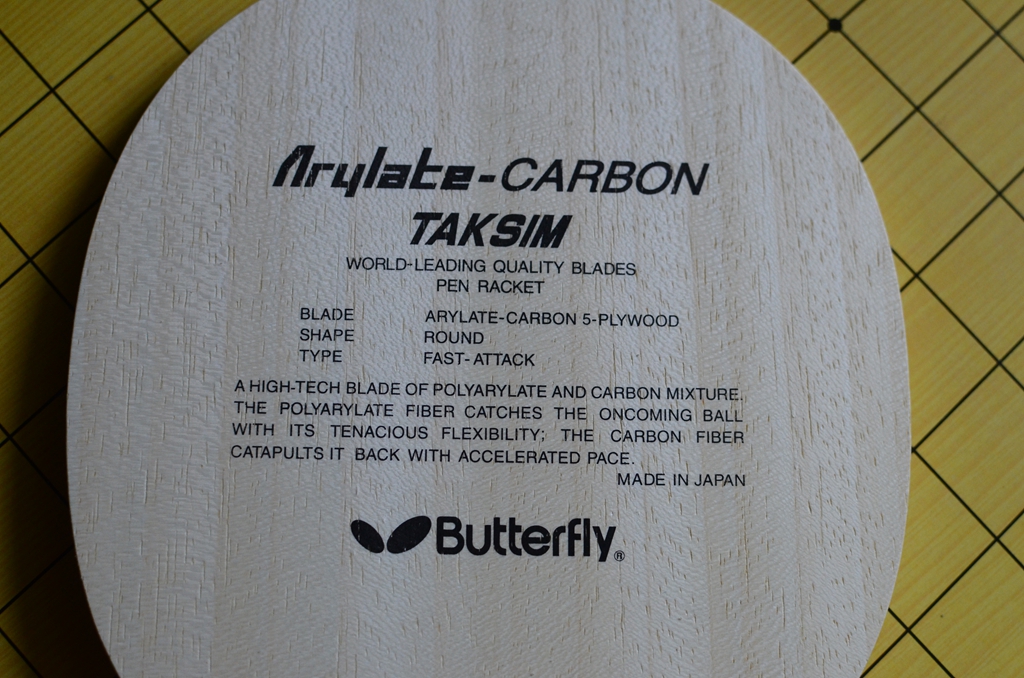 Arylate-CARBON
TAKSIM
WORLD-LEADING QUALITY BLADES
PEN RACKET
BLADE ARYLATE-CARBON 5-PLYWOOD
SHAPE ROUND
TYPE FAST-ATTACK
A HIGH-TECH BLADE OF POLYARYLATE AND CARBON MIXTURE.
THE POLYARYLATE FIBER CATCHES THE ONCOMING BALL
WITH ITS TENACIOUS FLEXIBILITY; THE CARBON FIBER
CATAPULTS IT BACK WITH ACCELERATED PACE.
MADE IN JAPAN
Butterfly®